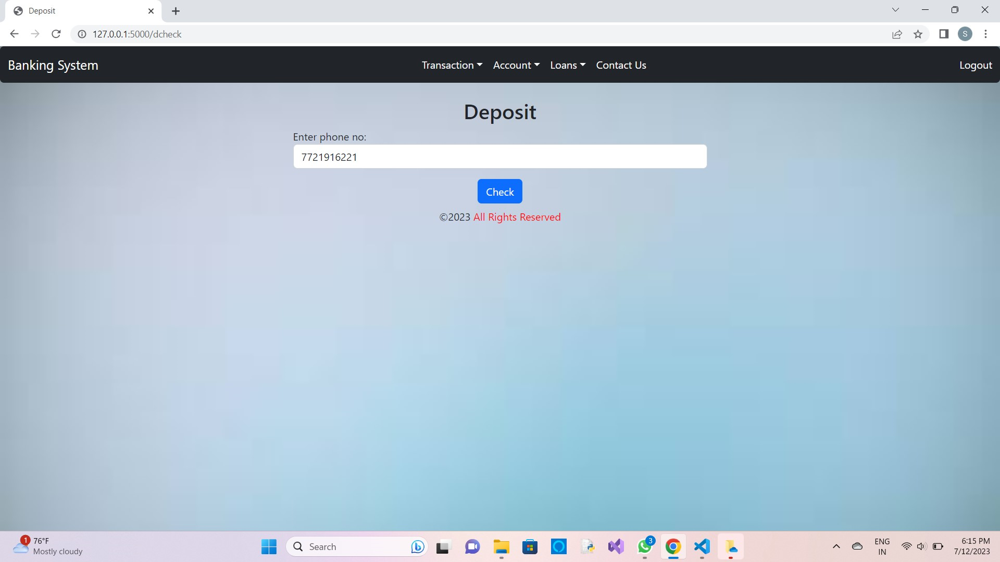 Deposit
127.0.0.1:5000/dcheck
S
Banking System
Transaction Account Loans Contact Us
Logout
Deposit
Enter phone no:
7721916221
Check
©2023 All Rights Reserved
1
76°F
Mostly cloudy
Search
3
ENG
IN
6:15 PM
7/12/2023